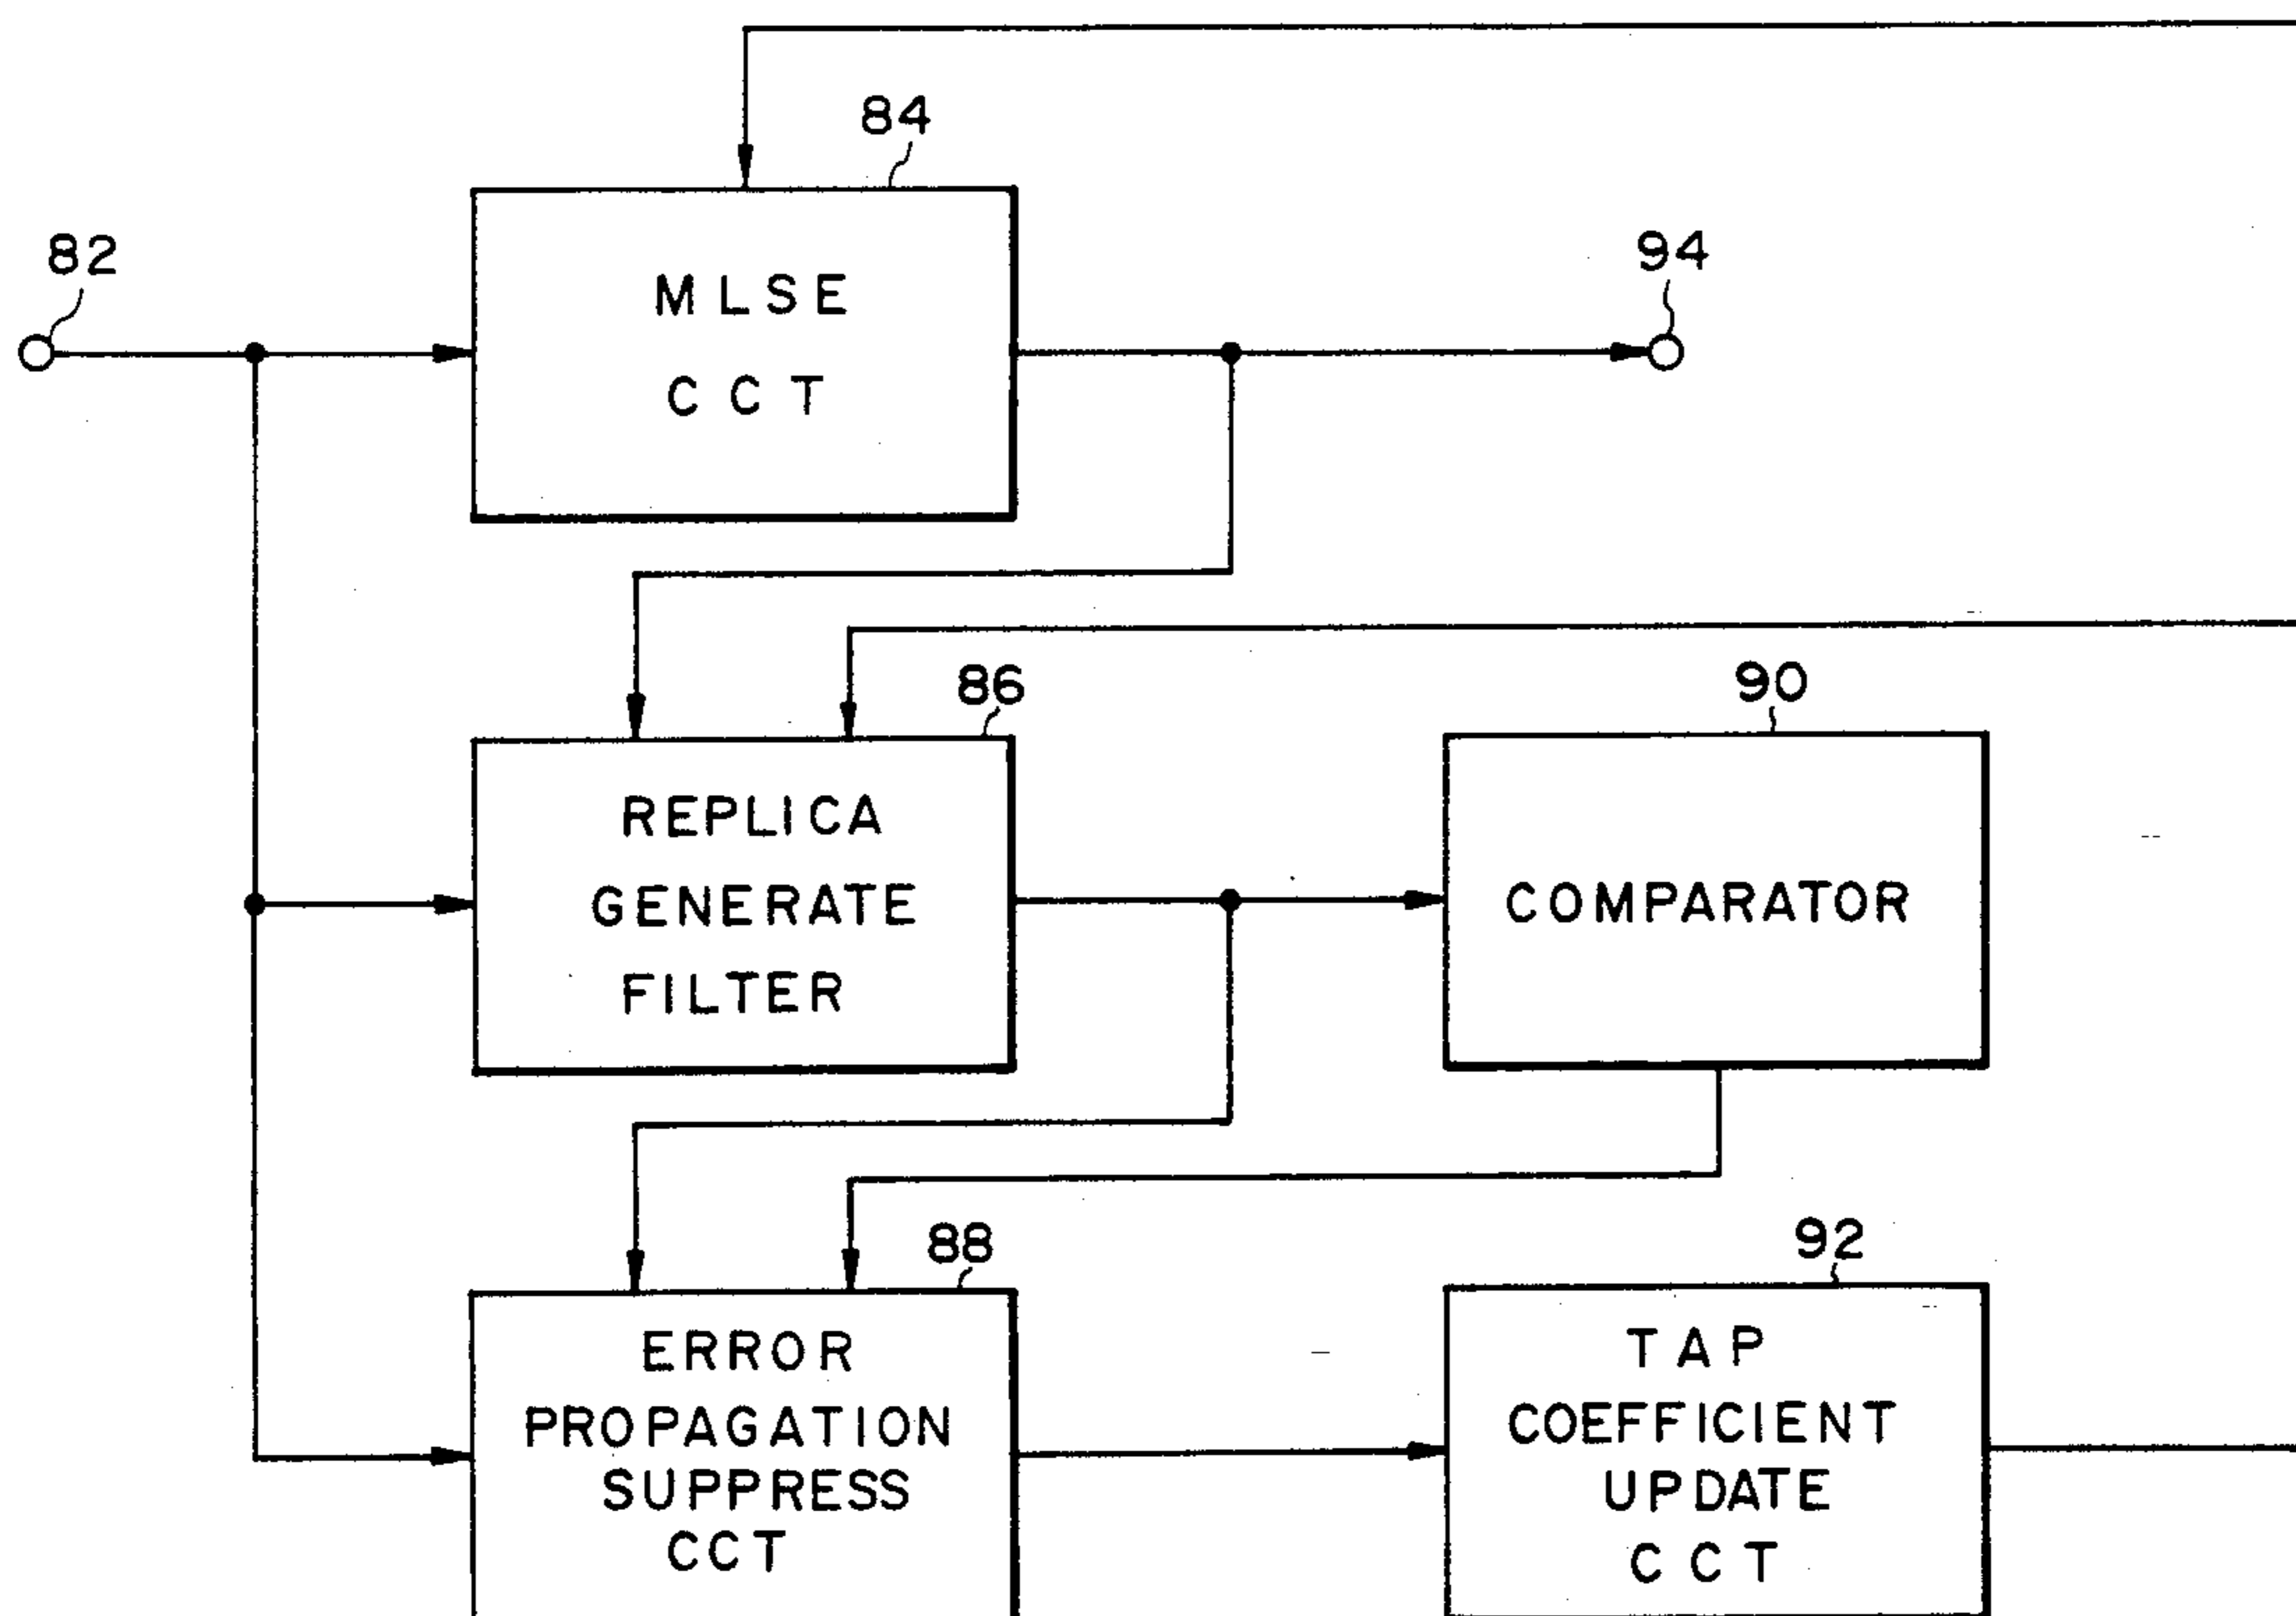 84
82
94
MLSE
CCT
86
90
REPLICA
GENERATE
FILTER
COMPARATOR
88
92
ERROR
PROPAGATION
SUPPRESS
CCT
TAP
COEFFICIENT
UPDATE
CCT